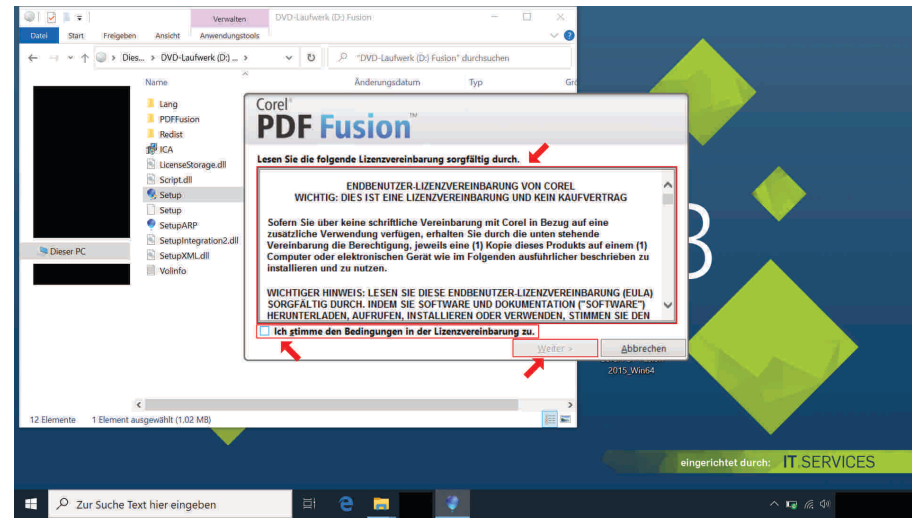 Verwalten
DVD-Laufwerk (D:) Fusion
Datei Start Freigeben Ansicht Anwendungstools
Dies... > DVD-Laufwerk (D:) ... >
"DVD-Laufwerk (D:) Fusion" durchsuchen
Name Änderungsdatum Typ Grö
Lang
PDFFusion
Redist
ICA
LicenseStorage.dll
Script.dll
Setup
Setup
SetupARP
SetupIntegration2.dll
SetupXML.dll
Volinfo
Dieser PC
Corel®
PDF Fusion™
Lesen Sie die folgende Lizenzvereinbarung sorgfältig durch.
ENDBENUTZER-LIZENZVEREINBARUNG VON COREL
WICHTIG: DIES IST EINE LIZENZVEREINBARUNG UND KEIN KAUFVERTRAG
Sofern Sie über keine schriftliche Vereinbarung mit Corel in Bezug auf eine
zusätzliche Verwendung verfügen, erhalten Sie durch die unten stehende
Vereinbarung die Berechtigung, jeweils eine (1) Kopie dieses Produkts auf einem (1)
Computer oder elektronischen Gerät wie im Folgenden ausführlicher beschrieben zu
installieren und zu nutzen.
WICHTIGER HINWEIS: LESEN SIE DIESE ENDBENUTZER-LIZENZVEREINBARUNG (EULA)
SORGFÄLTIG DURCH. INDEM SIE SOFTWARE UND DOKUMENTATION ("SOFTWARE")
HERUNTERLADEN, AUFRUFEN, INSTALLIEREN ODER VERWENDEN, STIMMEN SIE DEN
Ich stimme den Bedingungen in der Lizenzvereinbarung zu.
Weiter > Abbrechen
2015_Win64
12 Elemente 1 Element ausgewählt (1,02 MB)
eingerichtet durch: IT.SERVICES
Zur Suche Text hier eingeben